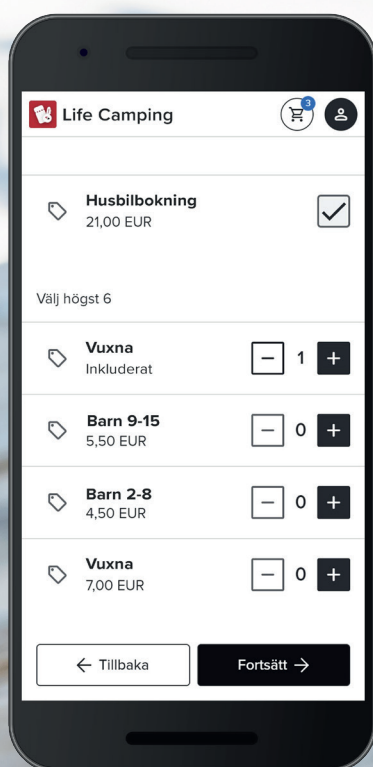 Life Camping
3
Husbilbokning
21,00 EUR
Välj högst 6
Vuxna
Inkluderat
1
Barn 9-15
5,50 EUR
0
Barn 2-8
4,50 EUR
0
Vuxna
7,00 EUR
0
Tillbaka
Fortsätt